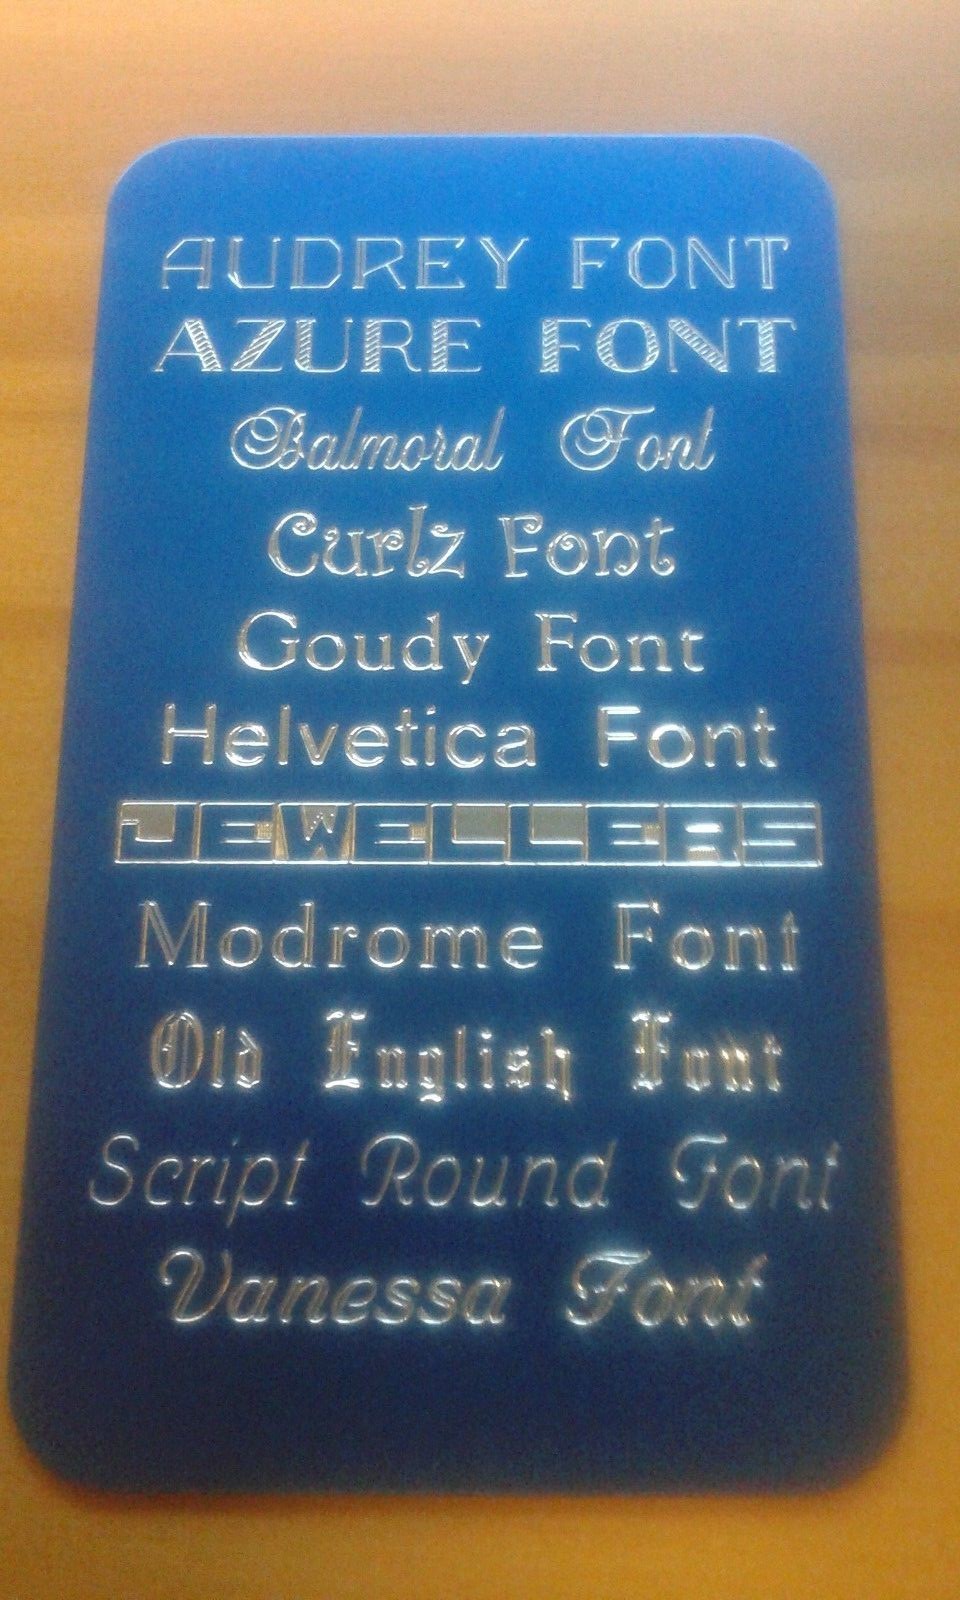 AUDREY FONT
AZURE FONT
Balmoral Font
Curlz Font
Goudy Font
Helvetica Font
JEWELLERS
Modrome Font
Old English Font
Script Round Font
Vanessa Font